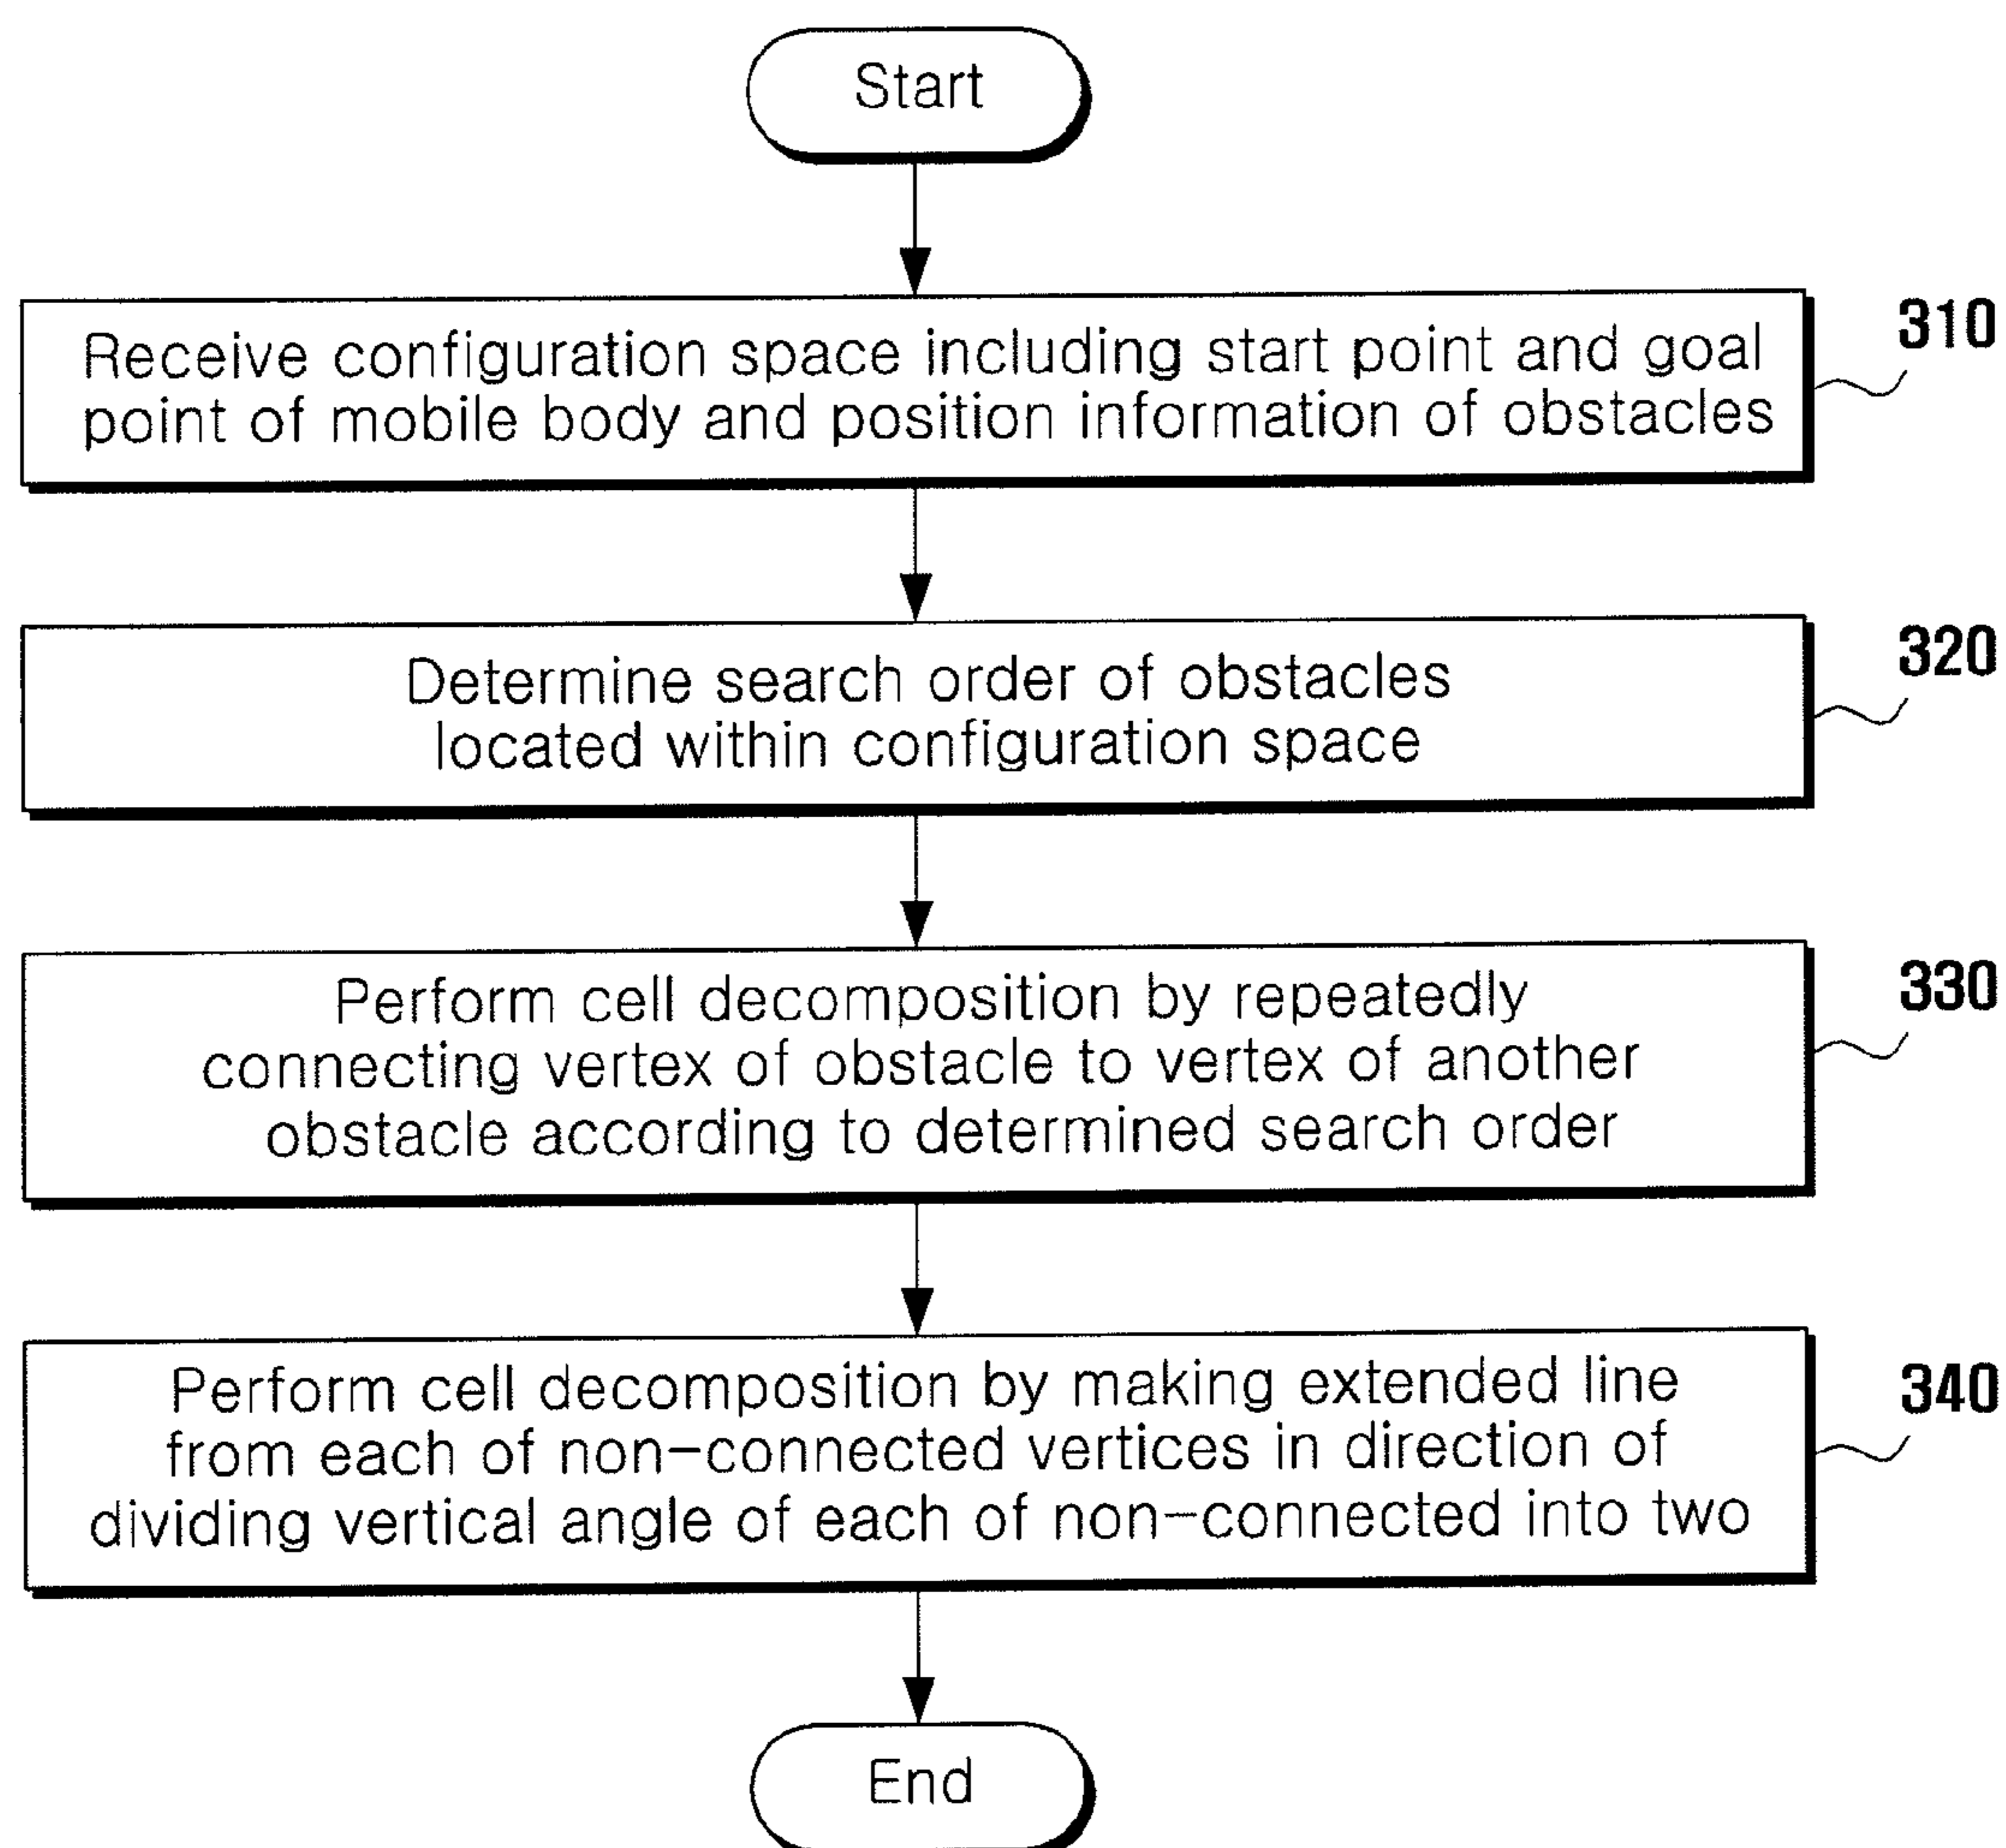 Start
Receive configuration space including start point and goal
point of mobile body and position information of obstacles
310
Determine search order of obstacles
located within configuration space
320
Perform cell decomposition by repeatedly
connecting vertex of obstacle to vertex of another
obstacle according to determined search order
330
Perform cell decomposition by making extended line
from each of non-connected vertices in direction of
dividing vertical angle of each of non-connected into two
340
End